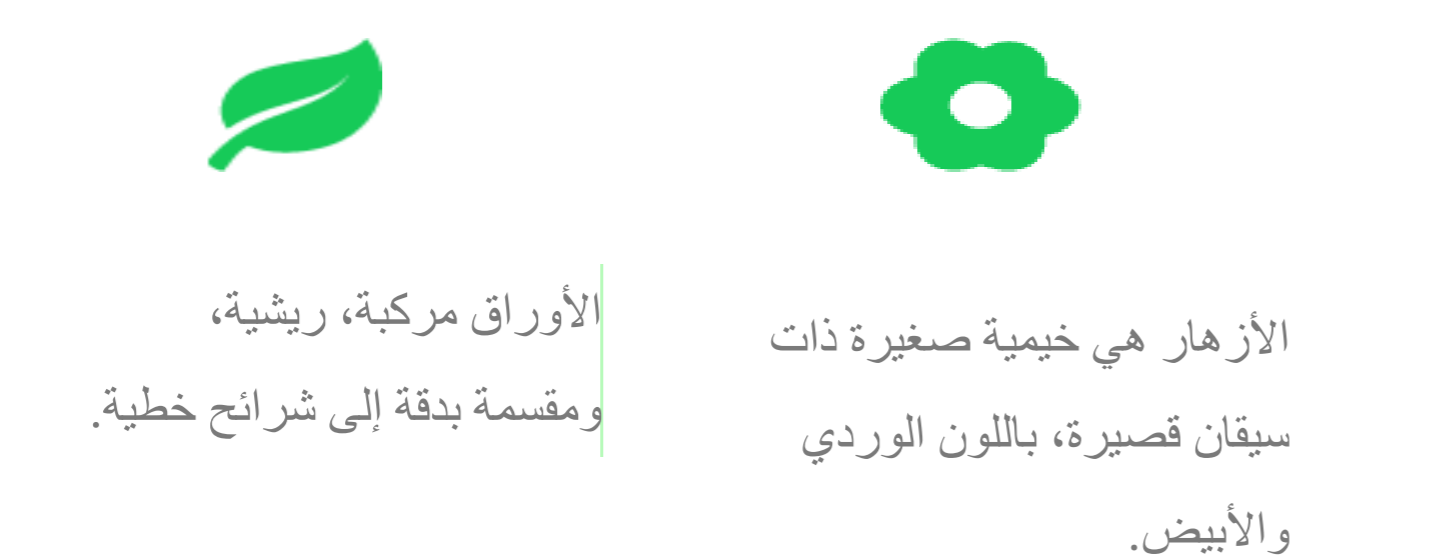 الأزهار هي خيمية صغيرة ذات
سيقان قصيرة، باللون الوردي
والأبيض.
الأوراق مركبة، ريشية،
ومقسمة بدقة إلى شرائح خطية.